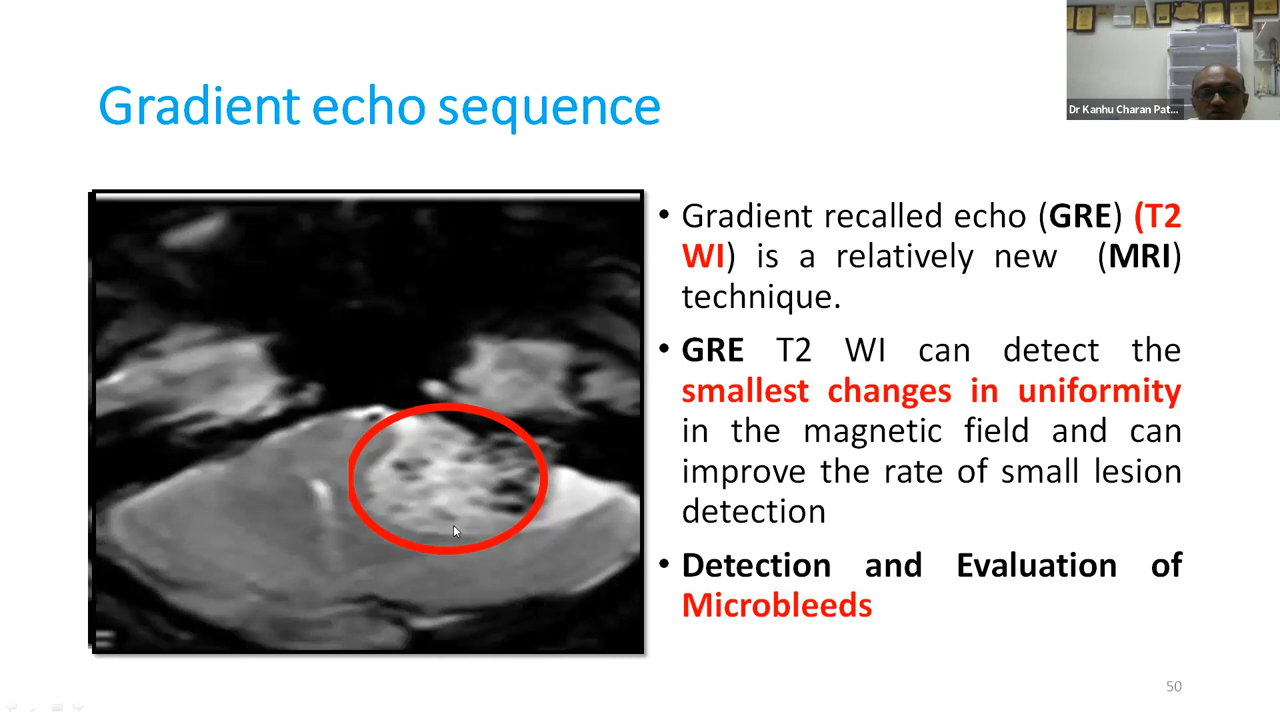 Dr Kanhu Charan Pat...
Gradient echo sequence
• Gradient recalled echo (GRE) (T2
WI) is a relatively new (MRI)
technique.
• GRE T2 WI can detect the
smallest changes in uniformity
in the magnetic field and can
improve the rate of small lesion
detection
• Detection and Evaluation of
Microbleeds
50